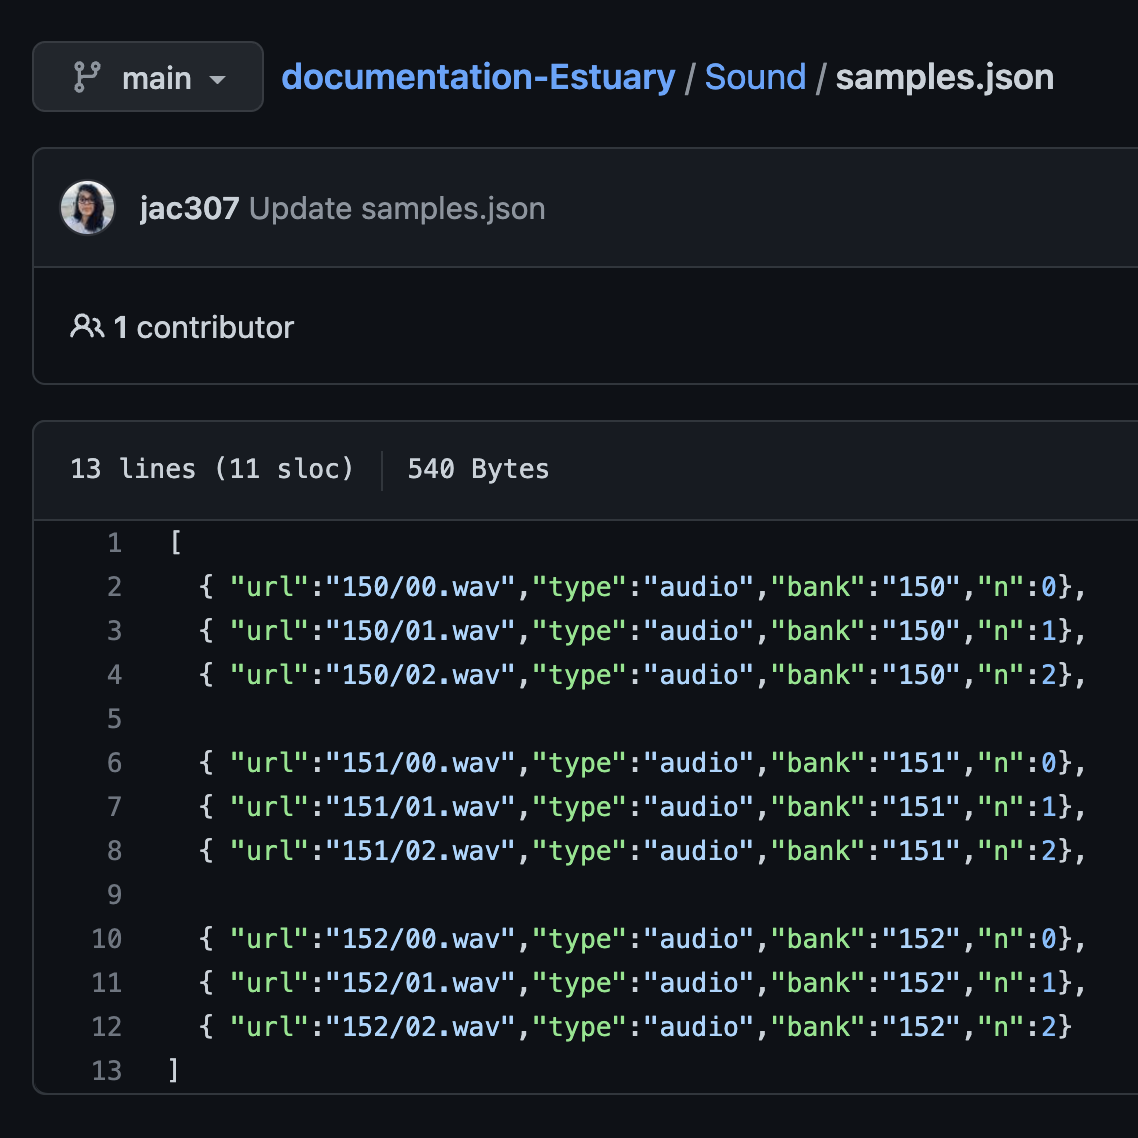 main documentation-Estuary / Sound / samples.json
jac307 Update samples.json
1 contributor
13 lines (11 sloc) 540 Bytes
1 [
2 { "url":"150/00.wav","type":"audio","bank":"150","n":0},
3 { "url":"150/01.wav","type":"audio","bank":"150","n":1},
4 { "url":"150/02.wav","type":"audio","bank":"150","n":2},
5
6 { "url":"151/00.wav","type":"audio","bank":"151","n":0},
7 { "url":"151/01.wav","type":"audio","bank":"151","n":1},
8 { "url":"151/02.wav","type":"audio","bank":"151","n":2},
9
10 { "url":"152/00.wav","type":"audio","bank":"152","n":0},
11 { "url":"152/01.wav","type":"audio","bank":"152","n":1},
12 { "url":"152/02.wav","type":"audio","bank":"152","n":2}
13 ]